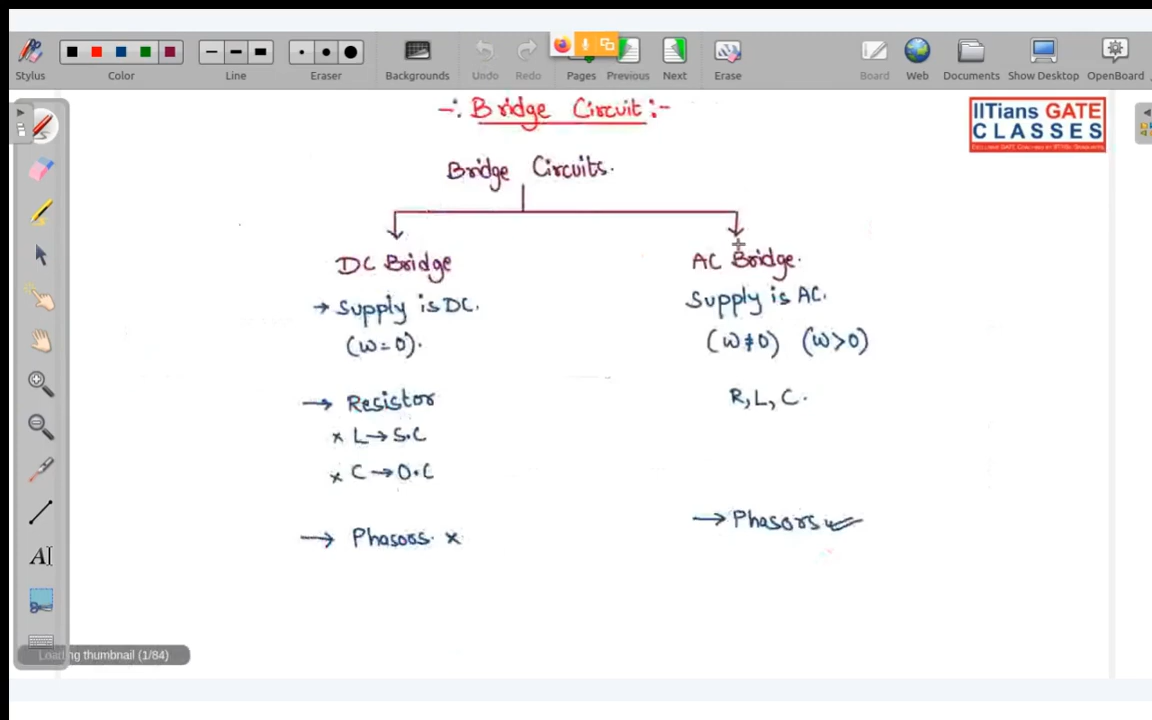 Stylus
Color
Line
Eraser
Backgrounds
Undo
Redo
Pages
Previous
Next
Erase
Board
Web
Documents
Show Desktop
OpenBoard
-: Bridge Circuit :-
IITians GATE
CLASSES
Bridge Circuits.
DC Bridge
AC Bridge.
→ Supply is DC.
Supply is AC.
(ω=0).
(ω≠0) (ω>0)
→ Resistor
R, L, C.
× L→S.C
× C→O.C
→ Phasors ✓
→ Phasors. ×
Loading thumbnail (1/84)